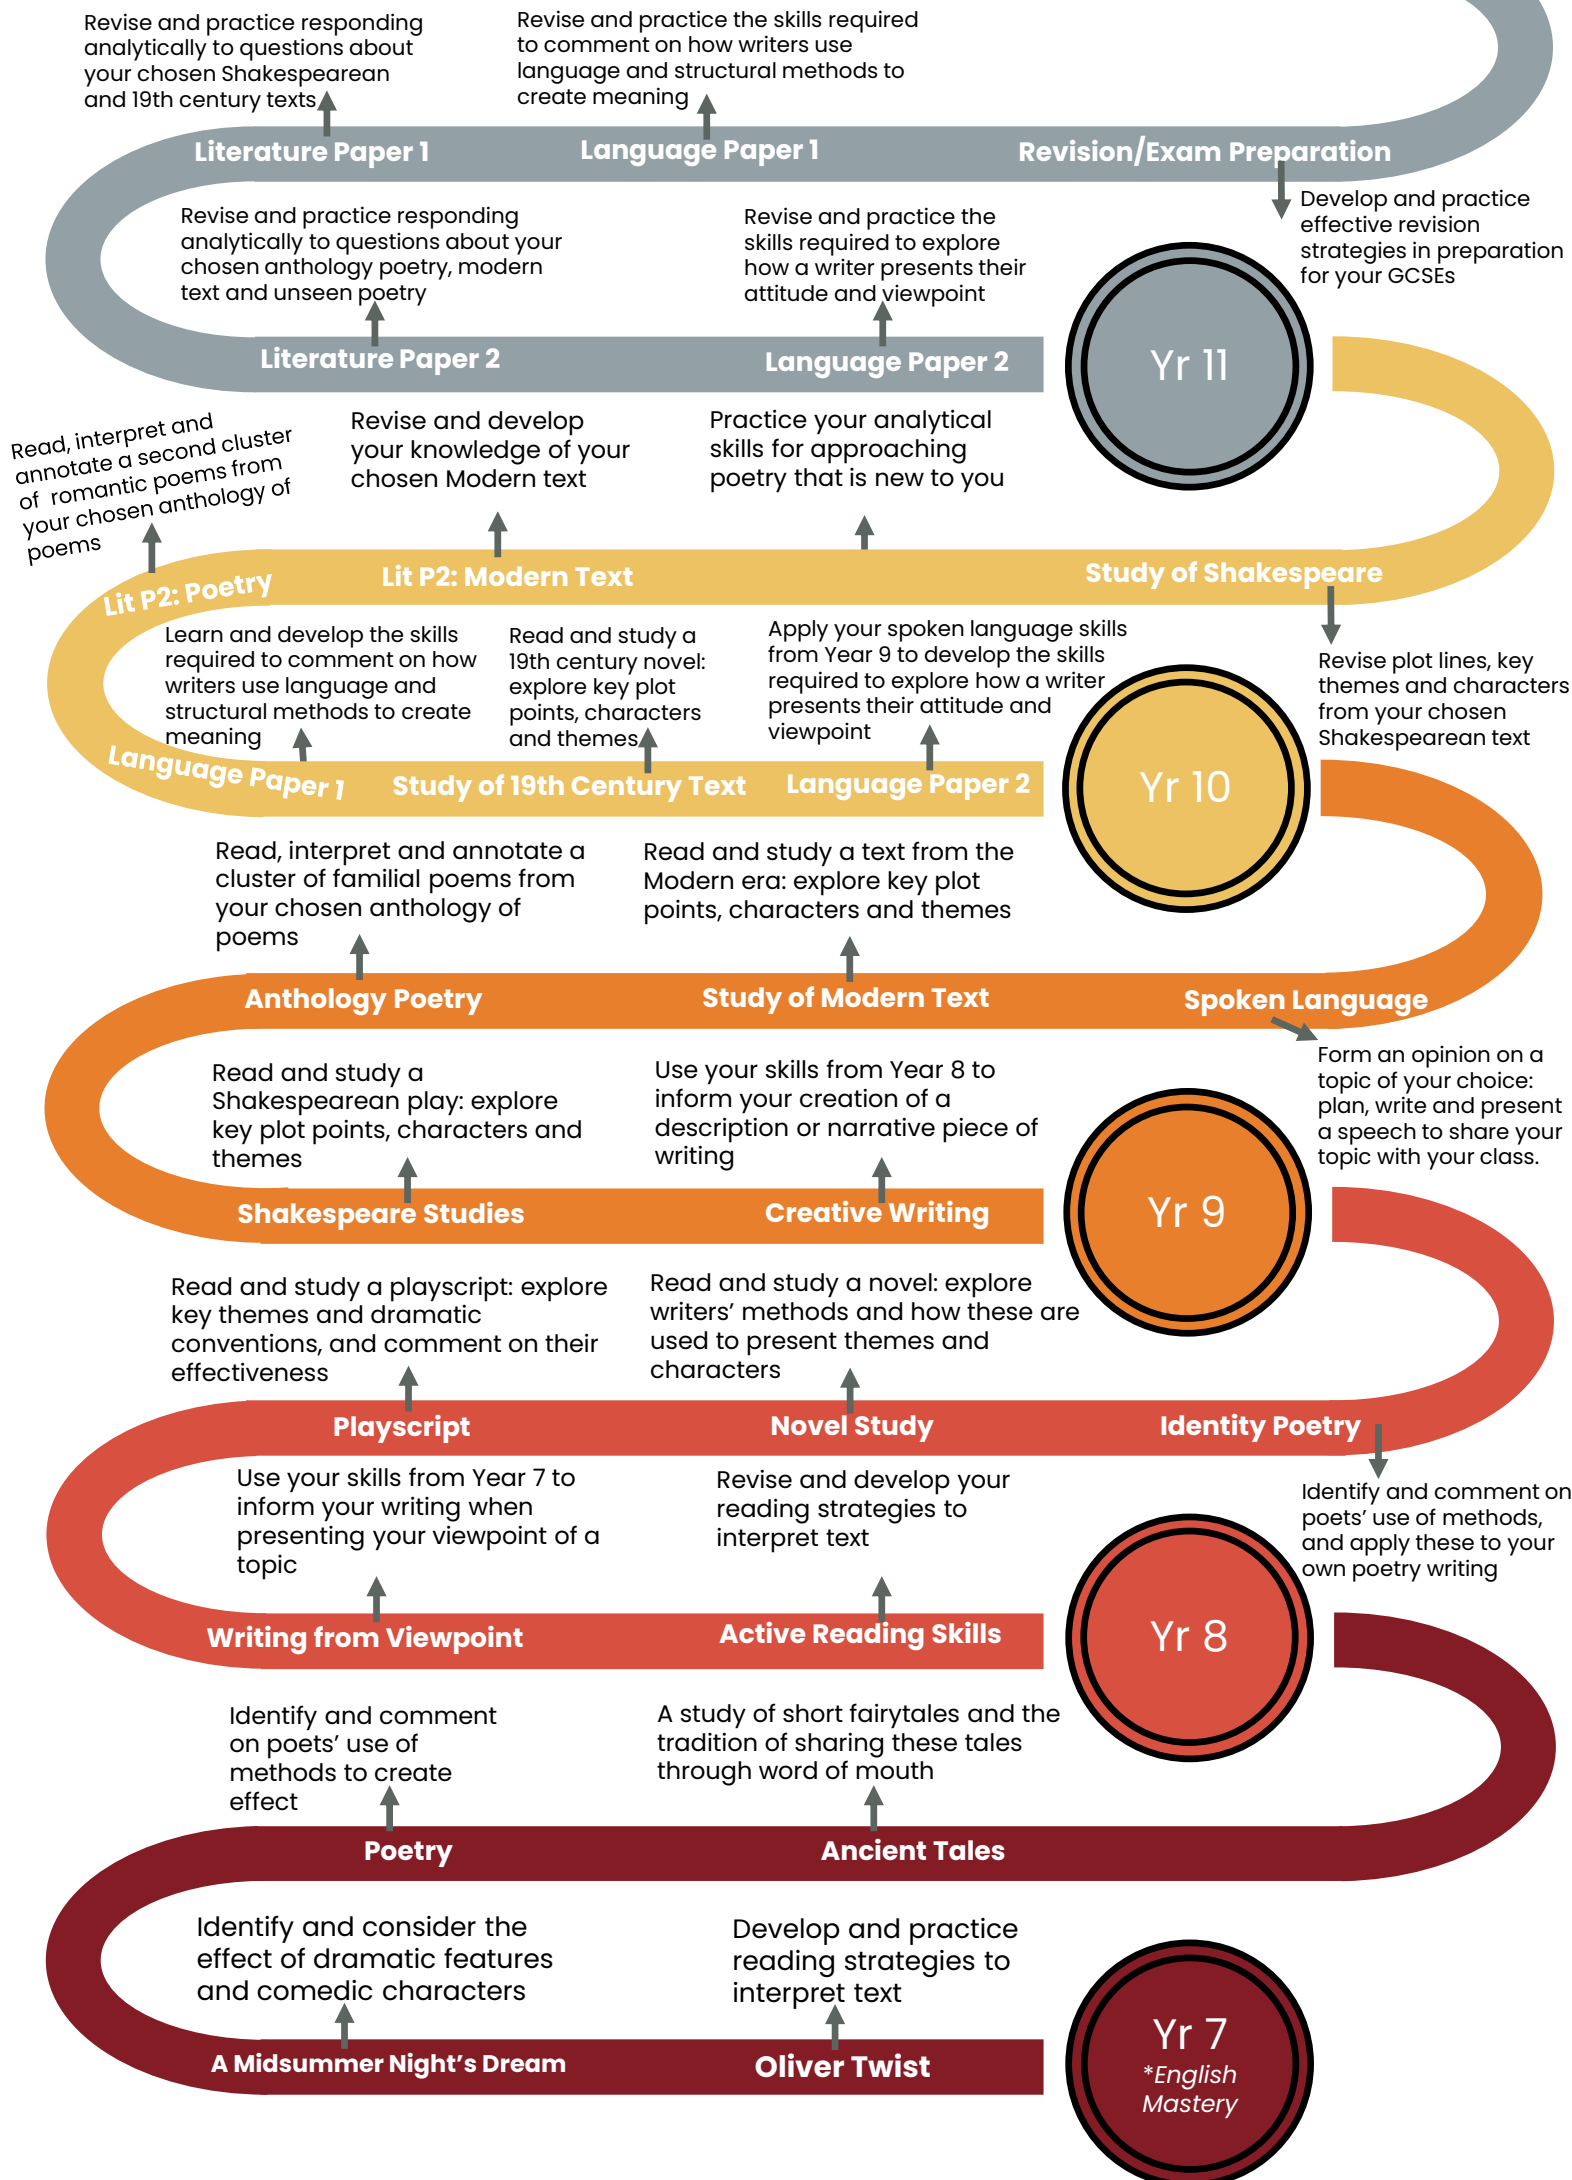 Revise and practice responding
analytically to questions about
your chosen Shakespearean
and 19th century texts
Revise and practice the skills required
to comment on how writers use
language and structural methods to
create meaning
Literature Paper 1
Language Paper 1
Revision/Exam Preparation
Develop and practice
effective revision
strategies in preparation
for your GCSEs
Revise and practice responding
analytically to questions about your
chosen anthology poetry, modern
text and unseen poetry
Revise and practice the
skills required to explore
how a writer presents their
attitude and viewpoint
Literature Paper 2
Language Paper 2
Yr 11
Read, interpret and
annotate a second cluster
of romantic poems from
your chosen anthology of
poems
Revise and develop
your knowledge of your
chosen Modern text
Practice your analytical
skills for approaching
poetry that is new to you
Lit P2: Poetry
Lit P2: Modern Text
Study of Shakespeare
Revise plot lines, key
themes and characters
from your chosen
Shakespearean text
Learn and develop the skills
required to comment on how
writers use language and
structural methods to create
meaning
Read and study a
19th century novel:
explore key plot
points, characters
and themes
Apply your spoken language skills
from Year 9 to develop the skills
required to explore how a writer
presents their attitude and
viewpoint
Language Paper 1
Study of 19th Century Text
Language Paper 2
Yr 10
Read, interpret and annotate a
cluster of familial poems from
your chosen anthology of
poems
Read and study a text from the
Modern era: explore key plot
points, characters and themes
Anthology Poetry
Study of Modern Text
Spoken Language
Form an opinion on a
topic of your choice:
plan, write and present
a speech to share your
topic with your class.
Read and study a
Shakespearean play: explore
key plot points, characters and
themes
Use your skills from Year 8 to
inform your creation of a
description or narrative piece of
writing
Shakespeare Studies
Creative Writing
Yr 9
Read and study a playscript: explore
key themes and dramatic
conventions, and comment on their
effectiveness
Read and study a novel: explore
writers’ methods and how these are
used to present themes and
characters
Playscript
Novel Study
Identity Poetry
Identify and comment on
poets’ use of methods,
and apply these to your
own poetry writing
Use your skills from Year 7 to
inform your writing when
presenting your viewpoint of a
topic
Revise and develop your
reading strategies to
interpret text
Writing from Viewpoint
Active Reading Skills
Yr 8
Identify and comment
on poets’ use of
methods to create
effect
A study of short fairytales and the
tradition of sharing these tales
through word of mouth
Poetry
Ancient Tales
Identify and consider the
effect of dramatic features
and comedic characters
Develop and practice
reading strategies to
interpret text
A Midsummer Night’s Dream
Oliver Twist
Yr 7
*English
Mastery